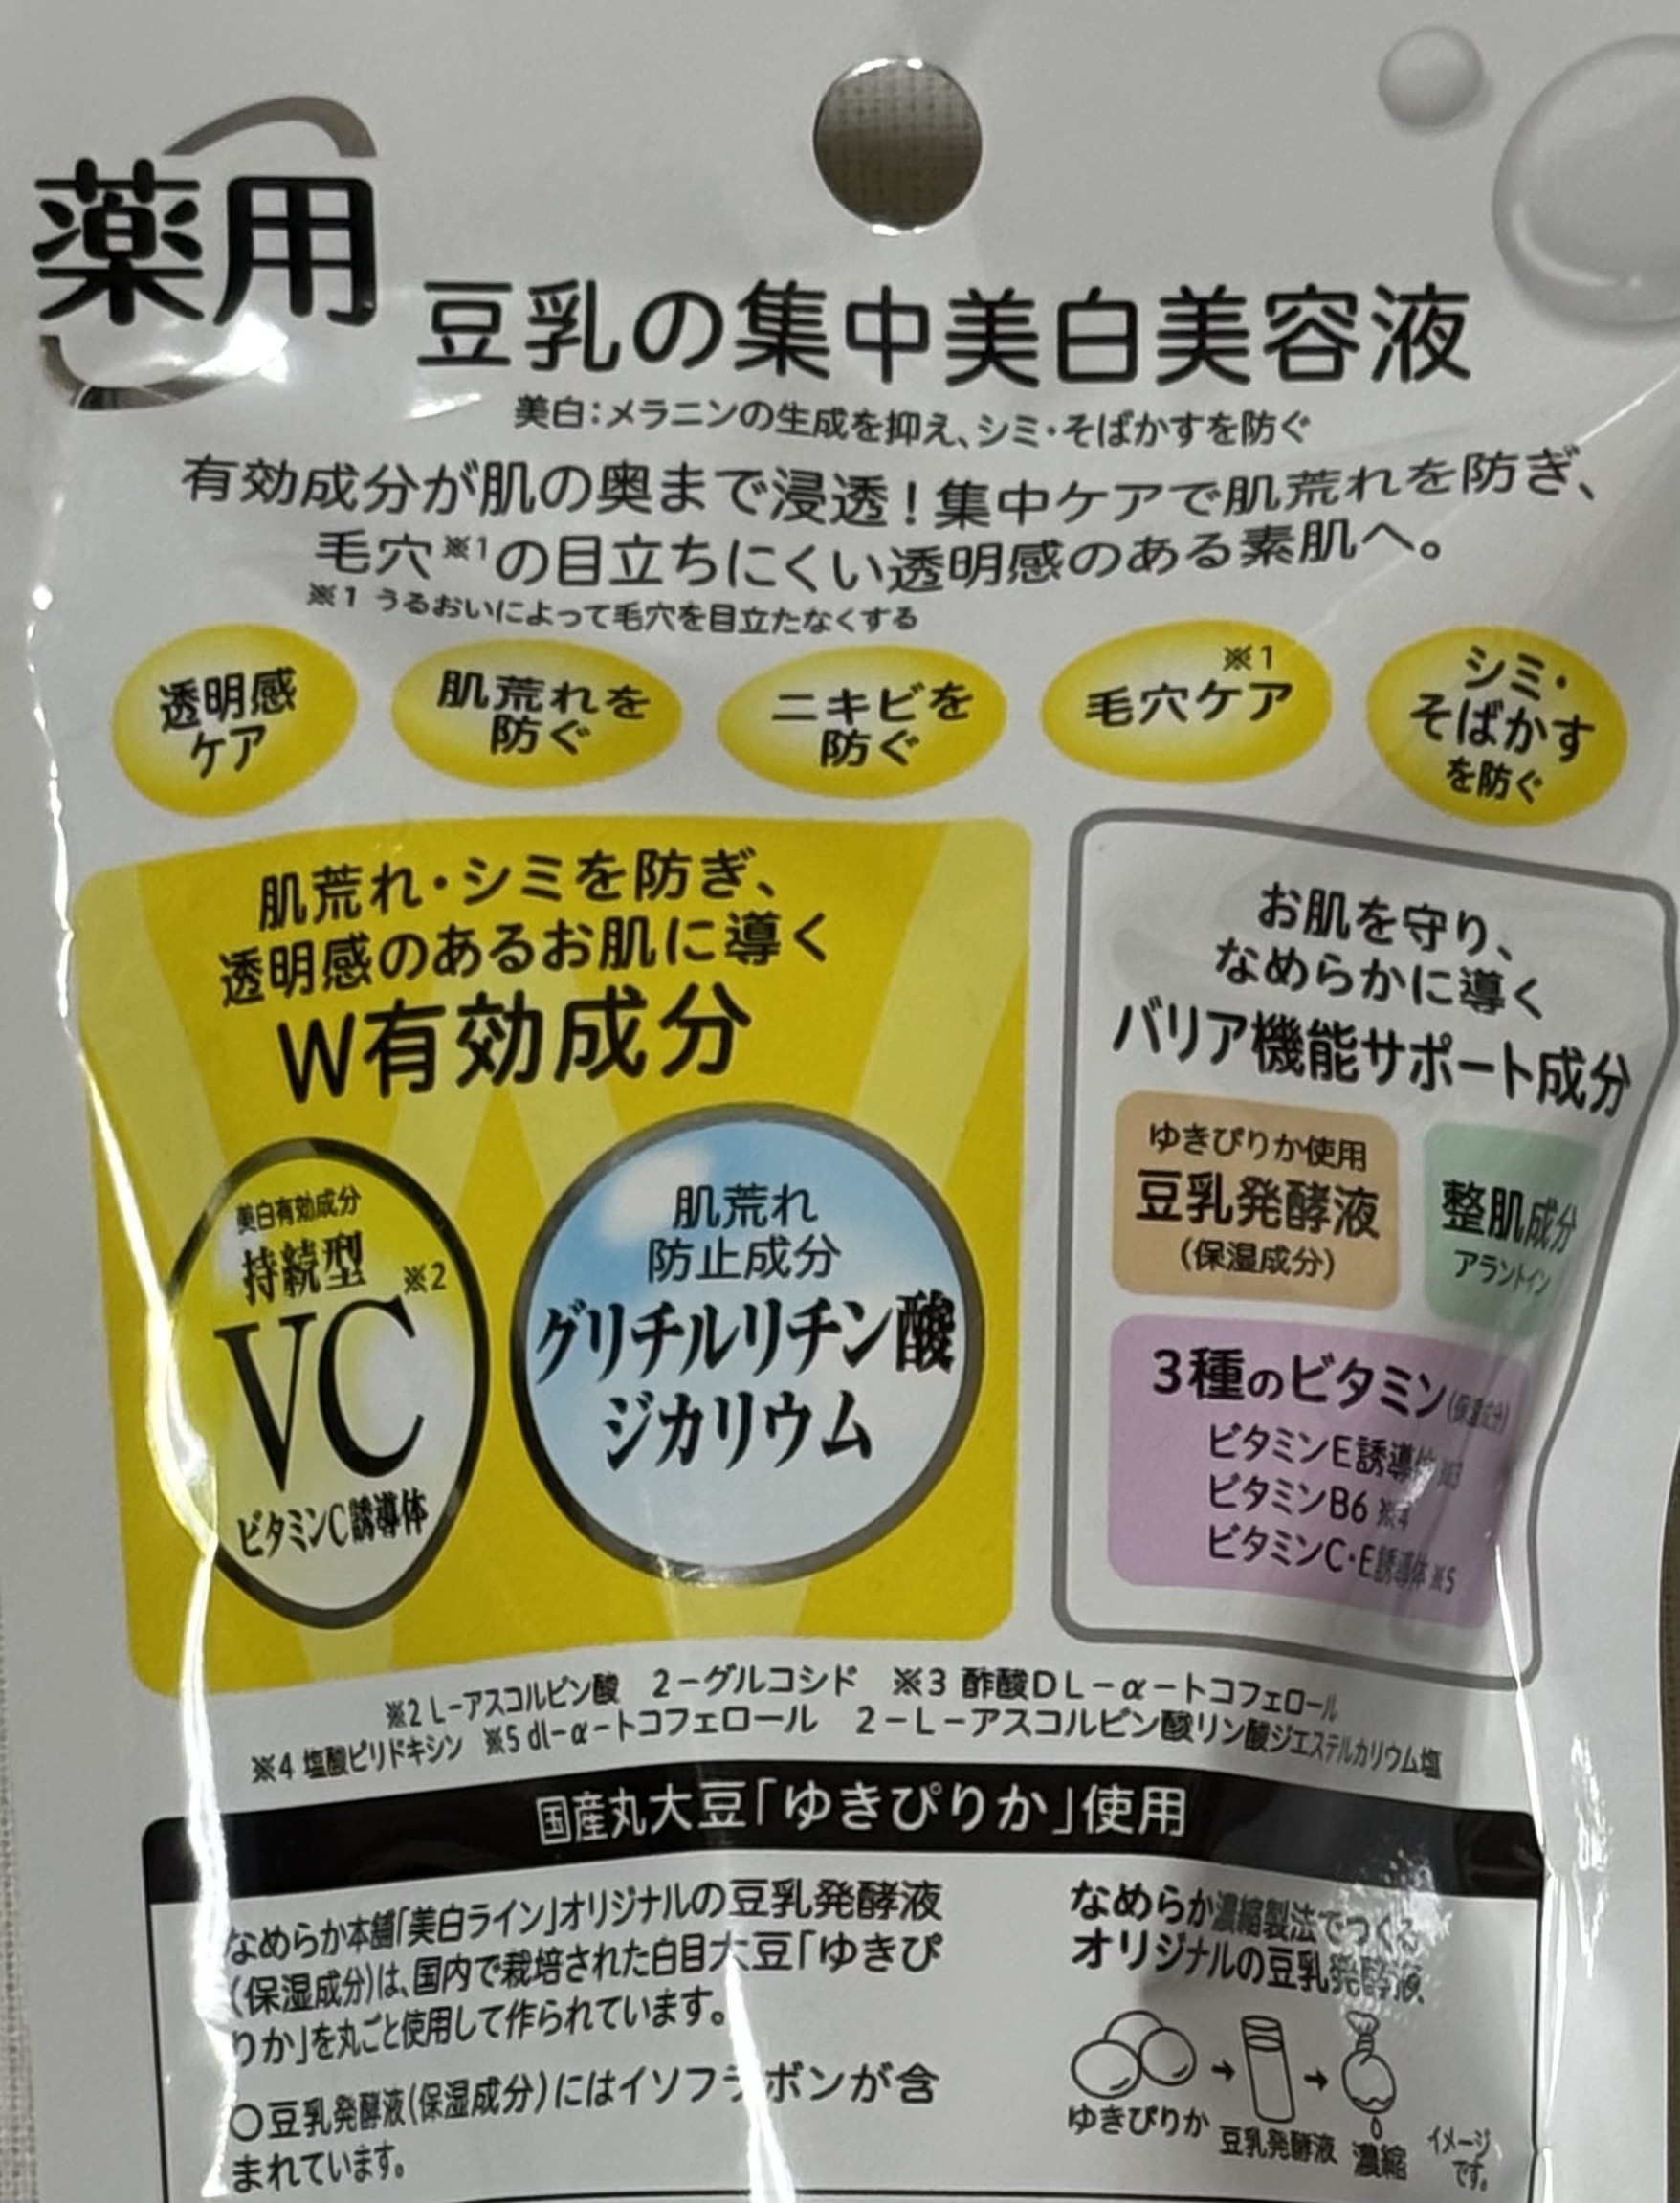 薬用
豆乳の集中美白美容液
美白:メラニンの生成を抑え、シミ・そばかすを防ぐ
有効成分が肌の奥まで浸透!集中ケアで肌荒れを防ぎ、
毛穴※1の目立ちにくい透明感のある素肌へ。
※1 うるおいによって毛穴を目立たなくする
透明感
ケア
肌荒れを
防ぐ
ニキビを
防ぐ
※1
毛穴ケア
シミ・
そばかす
を防ぐ
肌荒れ・シミを防ぎ、
透明感のあるお肌に導く
W有効成分
美白有効成分
持続型
※2
VC
ビタミンC誘導体
肌荒れ
防止成分
グリチルリチン酸
ジカリウム
お肌を守り、
なめらかに導く
バリア機能サポート成分
ゆきぴりか使用
豆乳発酵液
(保湿成分)
整肌成分
アラントイン
3種のビタミン(保湿成分)
ビタミンE誘導体 ※3
ビタミンB6 ※4
ビタミンC・E誘導体 ※5
※2 L-アスコルビン酸 2-グルコシド ※3 酢酸DL-α-トコフェロール
※4 塩酸ピリドキシン ※5 dl-α-トコフェロール 2-L-アスコルビン酸リン酸ジエステルカリウム塩
国産丸大豆「ゆきぴりか」使用
なめらか本舗「美白ライン」オリジナルの豆乳発酵液
(保湿成分)は、国内で栽培された白目大豆「ゆきぴ
りか」を丸ごと使用して作られています。
○豆乳発酵液(保湿成分)にはイソフラボンが含
まれています。
なめらか濃縮製法でつくる
オリジナルの豆乳発酵液
→ →
ゆきぴりか 豆乳発酵液 濃縮
イメージ
です。